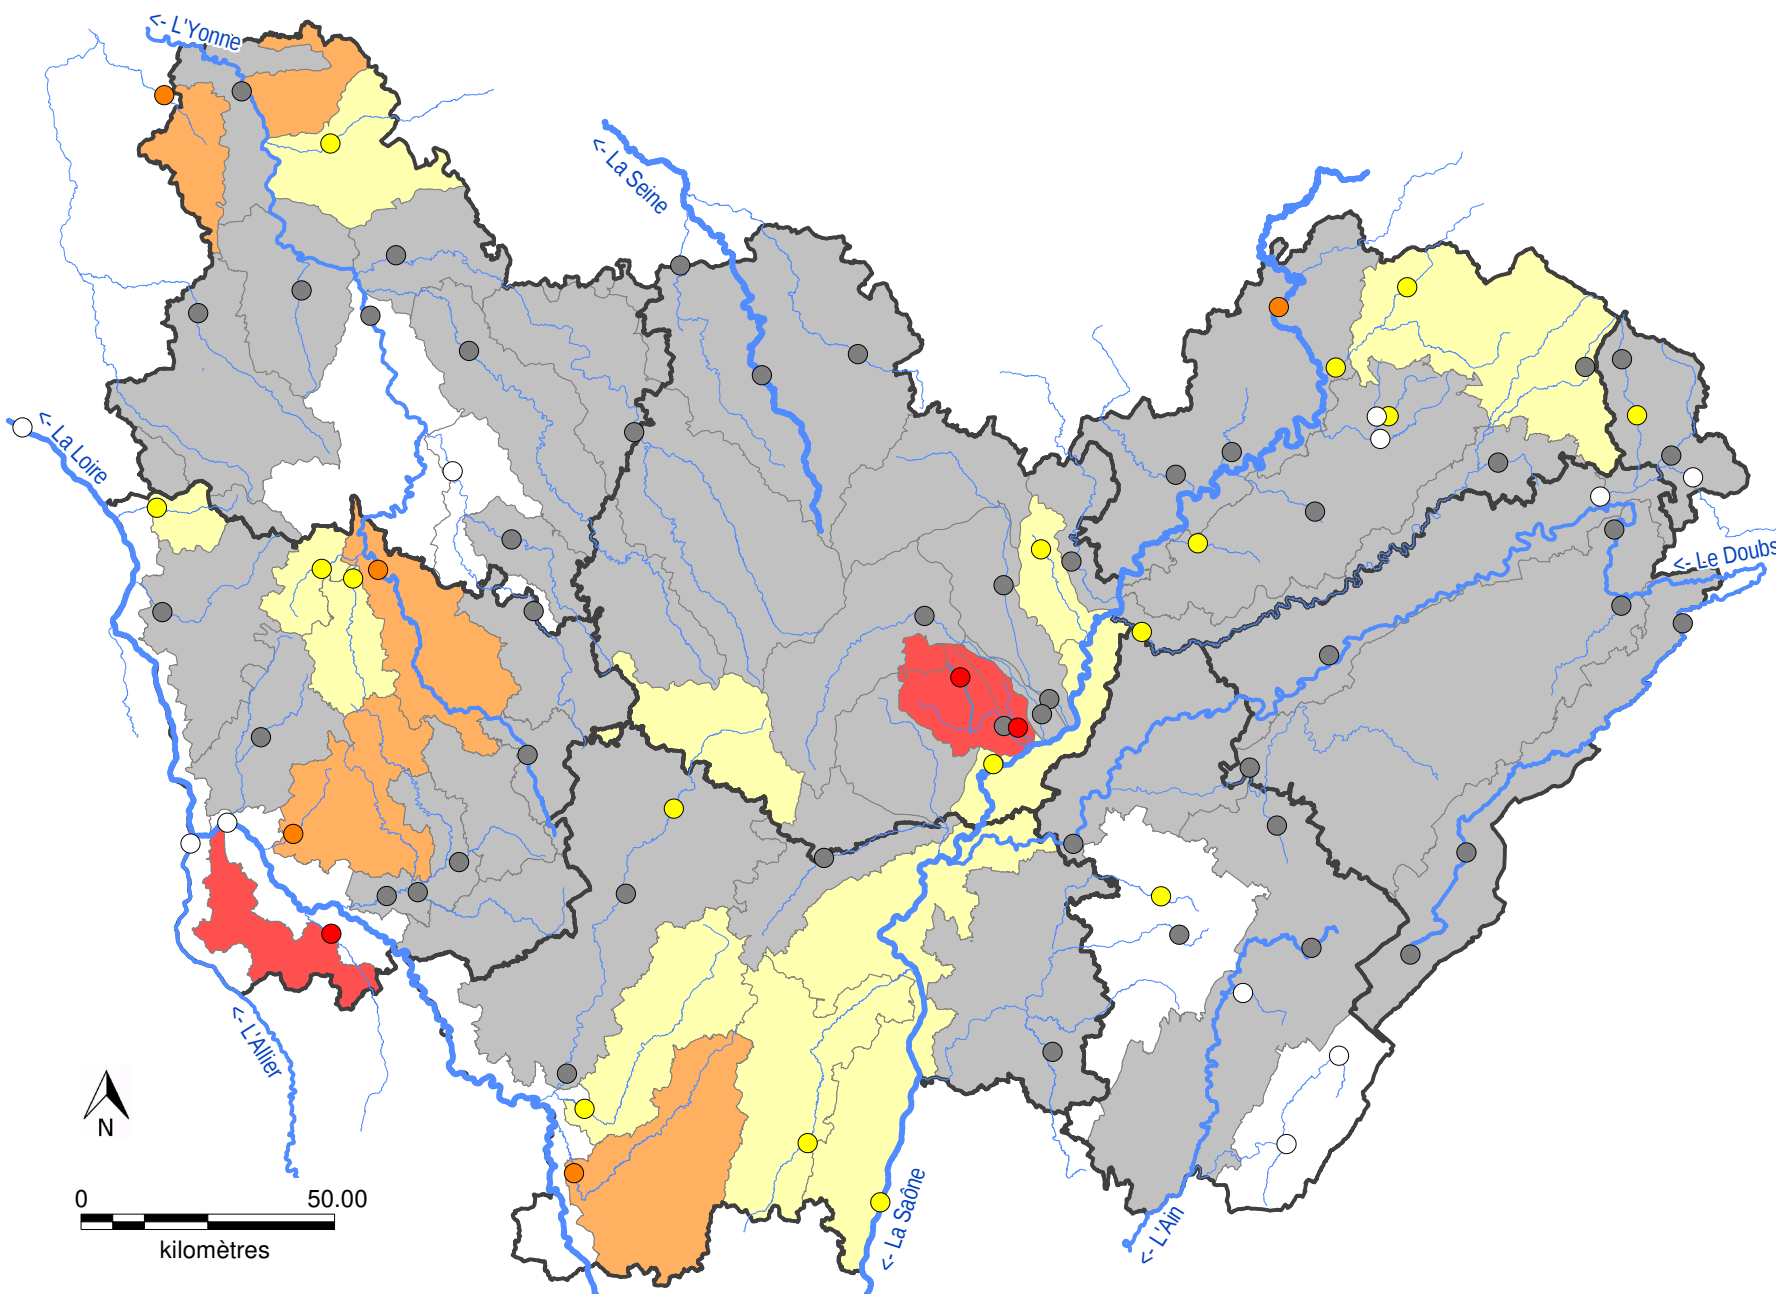 <- L'Yonne
<- La Seine
<- La Loire
<- Le Doubs
<- L'Allier
N
0 50.00
kilomètres
<- La Saône
<- L'Ain